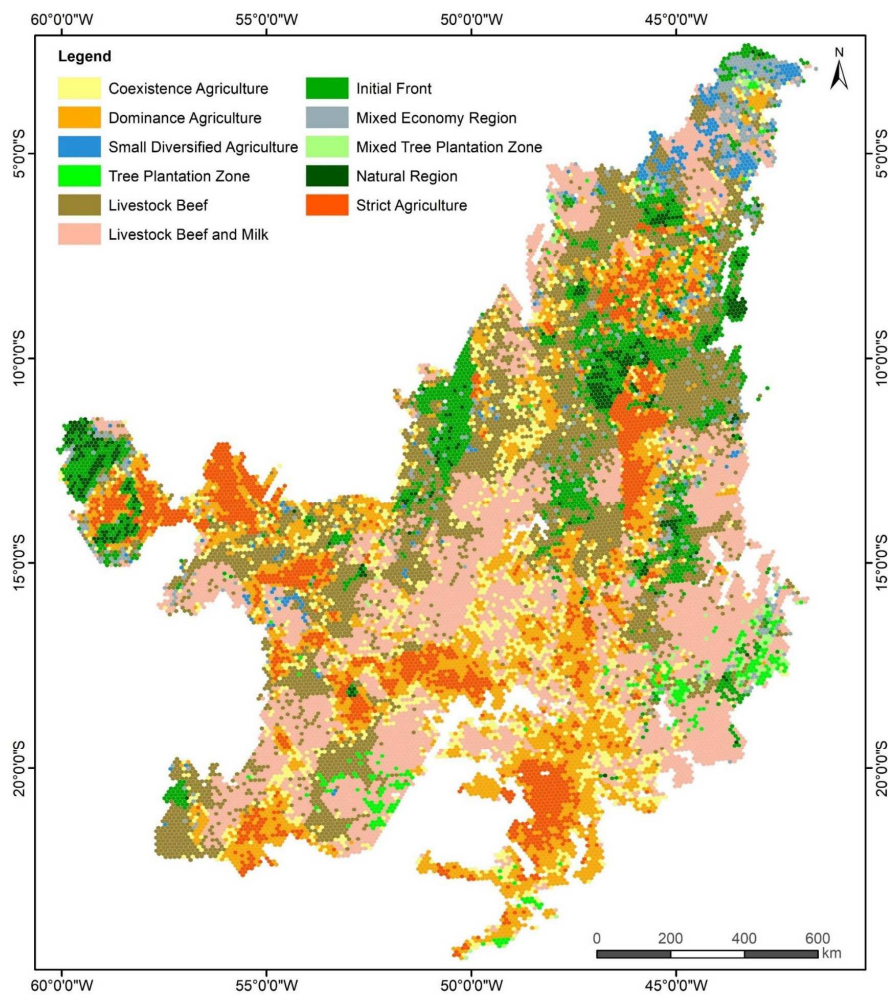 60°0'0"W 55°0'0"W 50°0'0"W 45°0'0"W
Legend
N
Coexistence Agriculture
Dominance Agriculture
Small Diversified Agriculture
Tree Plantation Zone
Livestock Beef
Livestock Beef and Milk
Initial Front
Mixed Economy Region
Mixed Tree Plantation Zone
Natural Region
Strict Agriculture
5°0'0"S
5°0'0"S
10°0'0"S
10°0'0"S
15°0'0"S
15°0'0"S
20°0'0"S
20°0'0"S
0 200 400 600
km
60°0'0"W 55°0'0"W 50°0'0"W 45°0'0"W